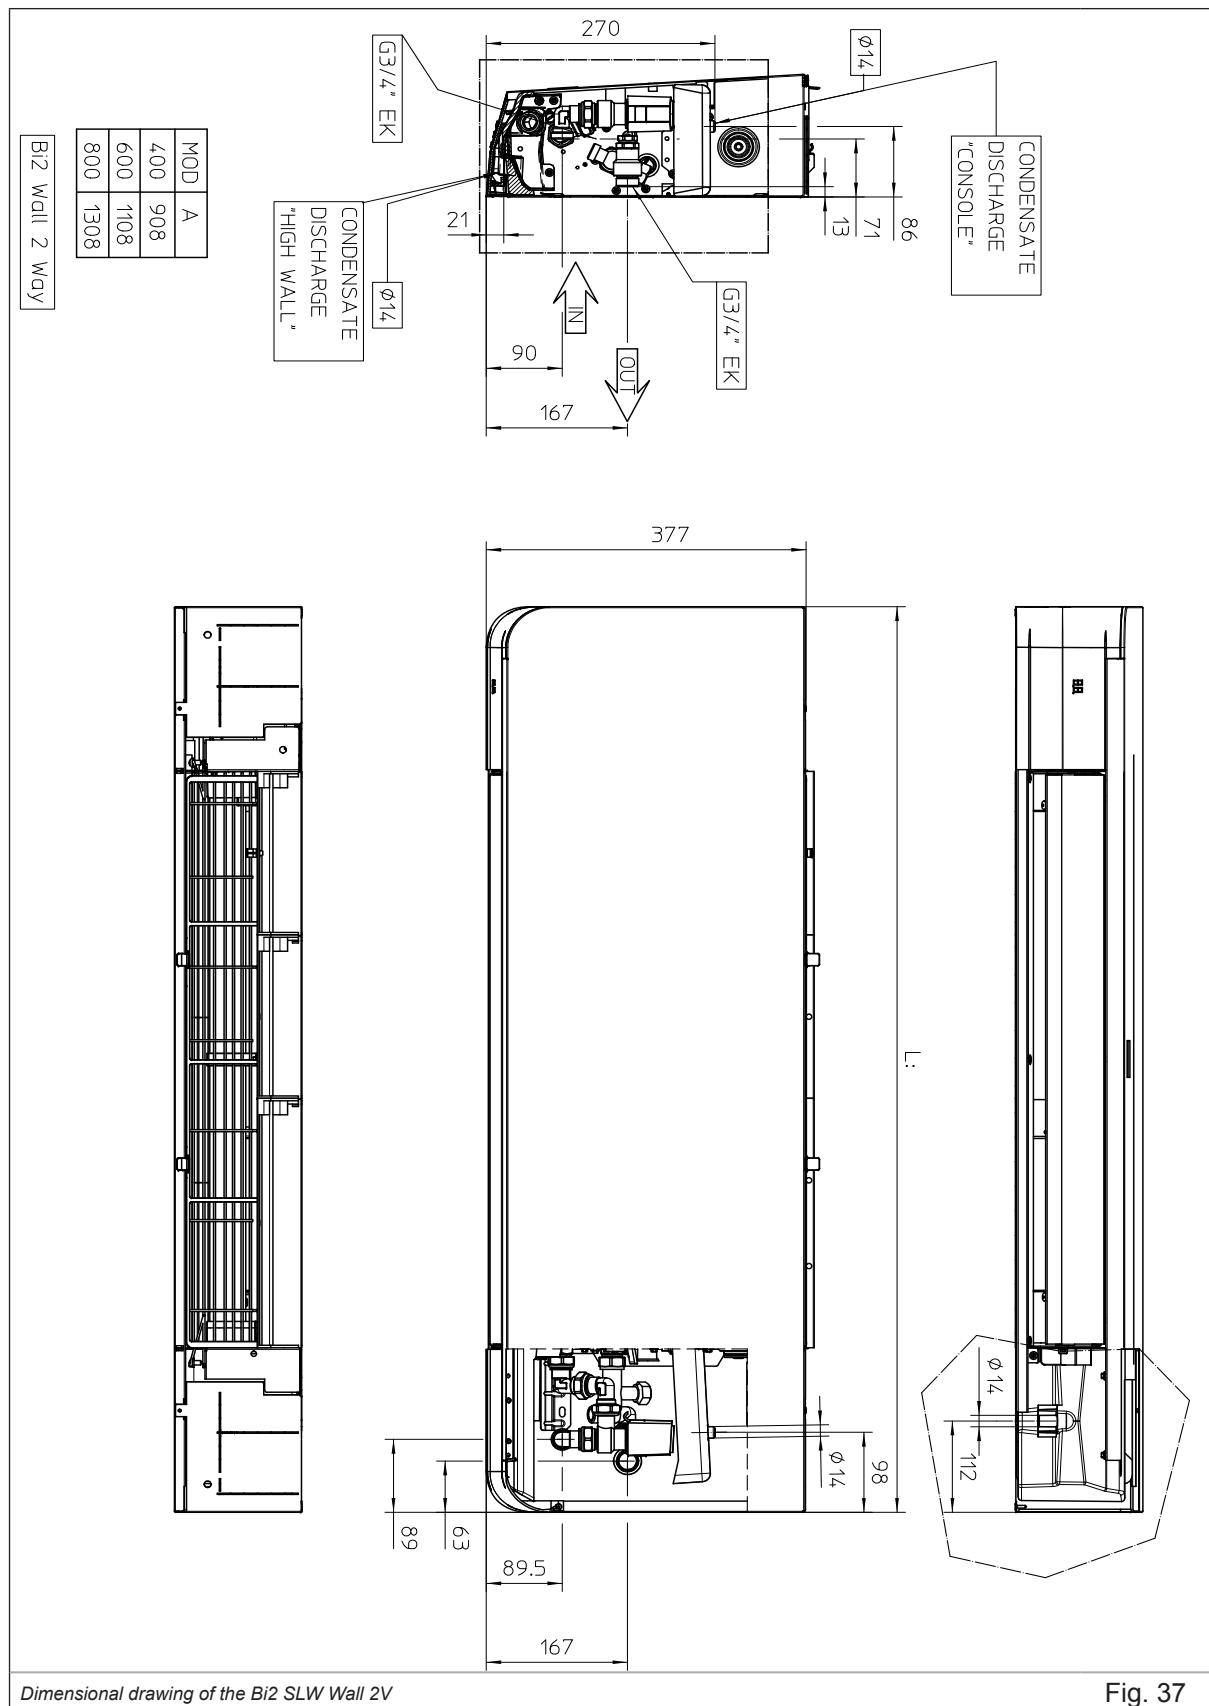 270
Ø14
G3/4" EK
CONDENSATE
DISCHARGE
"CONSOLE"
MOD A
400 908
600 1108
800 1308
Bi2 Wall 2 Way
CONDENSATE
DISCHARGE
"HIGH WALL"
Ø14
21
86
71
13
G3/4" EK
IN
OUT
90
167
377
L:
Ø14
112
98
Ø14
63
89
89.5
167
Dimensional drawing of the Bi2 SLW Wall 2V
Fig. 37